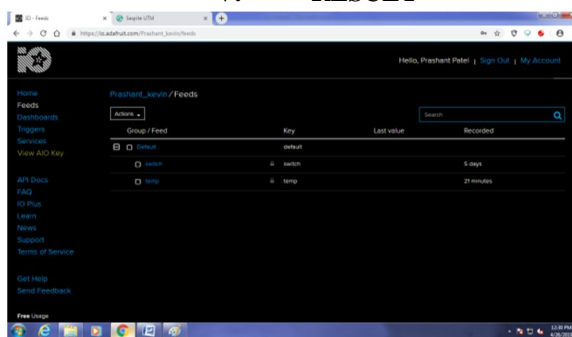 IO - Feeds
https://io.adafruit.com/Prashant_kevin/feeds
Hello, Prashant Patel | Sign Out | My Account
Home
Feeds
Dashboards
Triggers
Services
View AIO Key
API Docs
FAQ
IO Plus
Learn
News
Support
Terms of Service
Get Help
Send Feedback
Free Usage
Prashant_kevin / Feeds
Actions
Search
Group / Feed Key Last value Recorded
Default default
switch switch 5 days
temp temp 21 minutes
12:30 PM